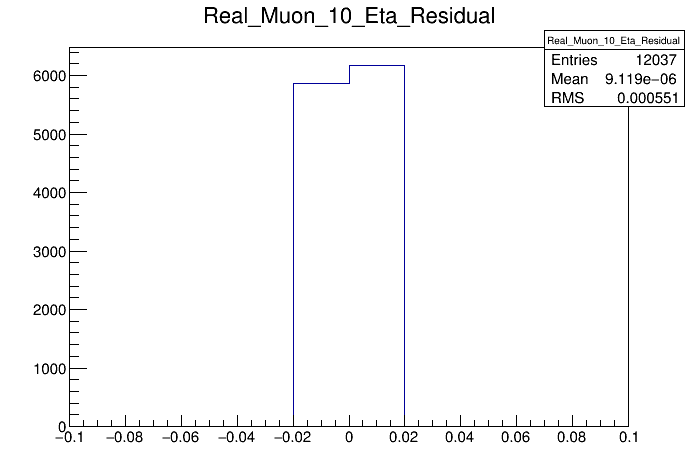 Real_Muon_10_Eta_Residual
Real_Muon_10_Eta_Residual
Entries 12037
Mean 9.119e−06
RMS 0.000551
6000
5000
4000
3000
2000
1000
0
−0.1 −0.08 −0.06 −0.04 −0.02 0 0.02 0.04 0.06 0.08 0.1